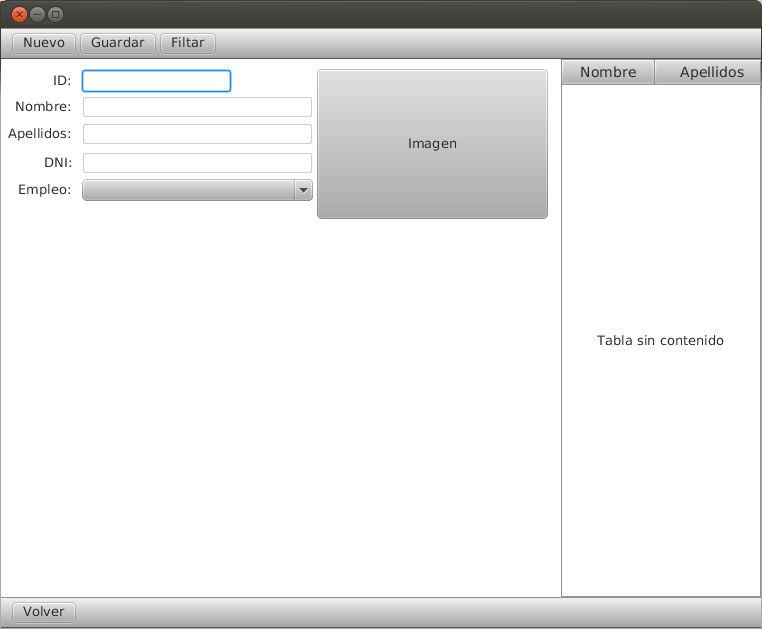 Nuevo Guardar Filtar
ID:
Nombre:
Apellidos:
DNI:
Empleo:
Imagen
Nombre Apellidos
Tabla sin contenido
Volver